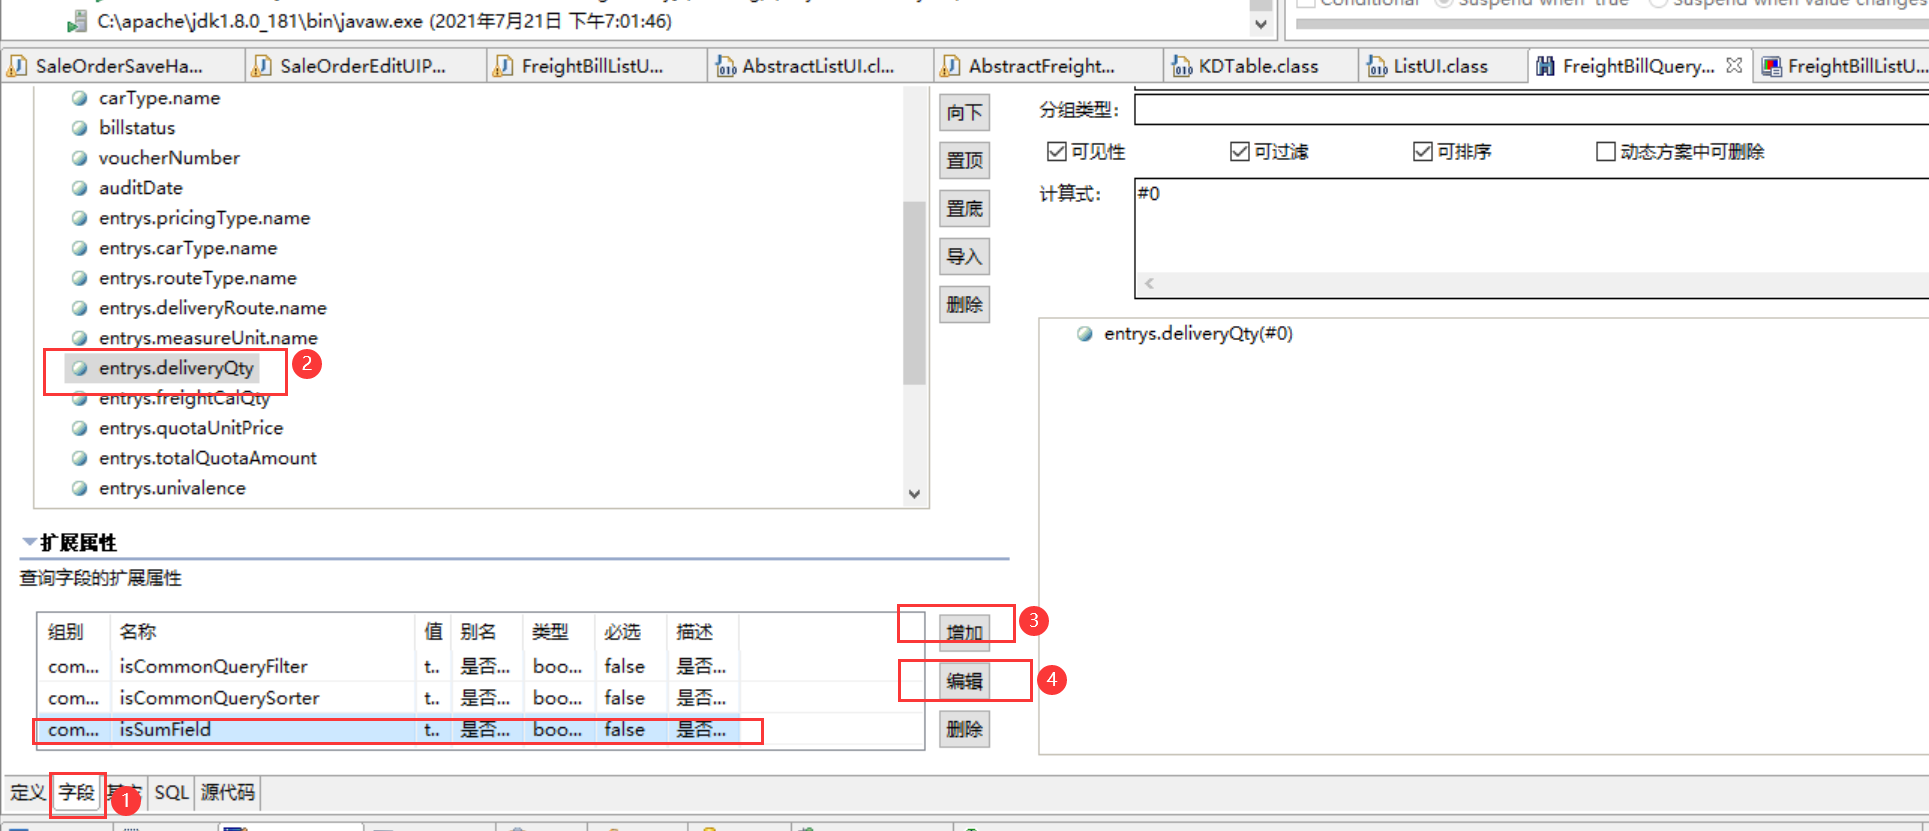 C:\apache\jdk1.8.0_181\bin\javaw.exe (2021年7月21日 下午7:01:46)
Conditional Suspend when 'true' Suspend when value changes
SaleOrderSaveHa... SaleOrderEditUIP... FreightBillListU... AbstractListUI.cl... AbstractFreight... KDTable.class ListUI.class FreightBillQuery... FreightBillListU...
carType.name
billstatus
voucherNumber
auditDate
entrys.pricingType.name
entrys.carType.name
entrys.routeType.name
entrys.deliveryRoute.name
entrys.measureUnit.name
entrys.deliveryQty 2
entrys.freightCalQty
entrys.quotaUnitPrice
entrys.totalQuotaAmount
entrys.univalence
向下
置顶
置底
导入
删除
分组类型:
可见性 可过滤 可排序 动态方案中可删除
计算式: #0
entrys.deliveryQty(#0)
扩展属性
查询字段的扩展属性
组别 名称 值 别名 类型 必选 描述
com... isCommonQueryFilter t.. 是否... boo... false 是否...
com... isCommonQuerySorter t.. 是否... boo... false 是否...
com... isSumField t.. 是否... boo... false 是否...
增加 3
编辑 4
删除
定义 字段 1 SQL 源代码